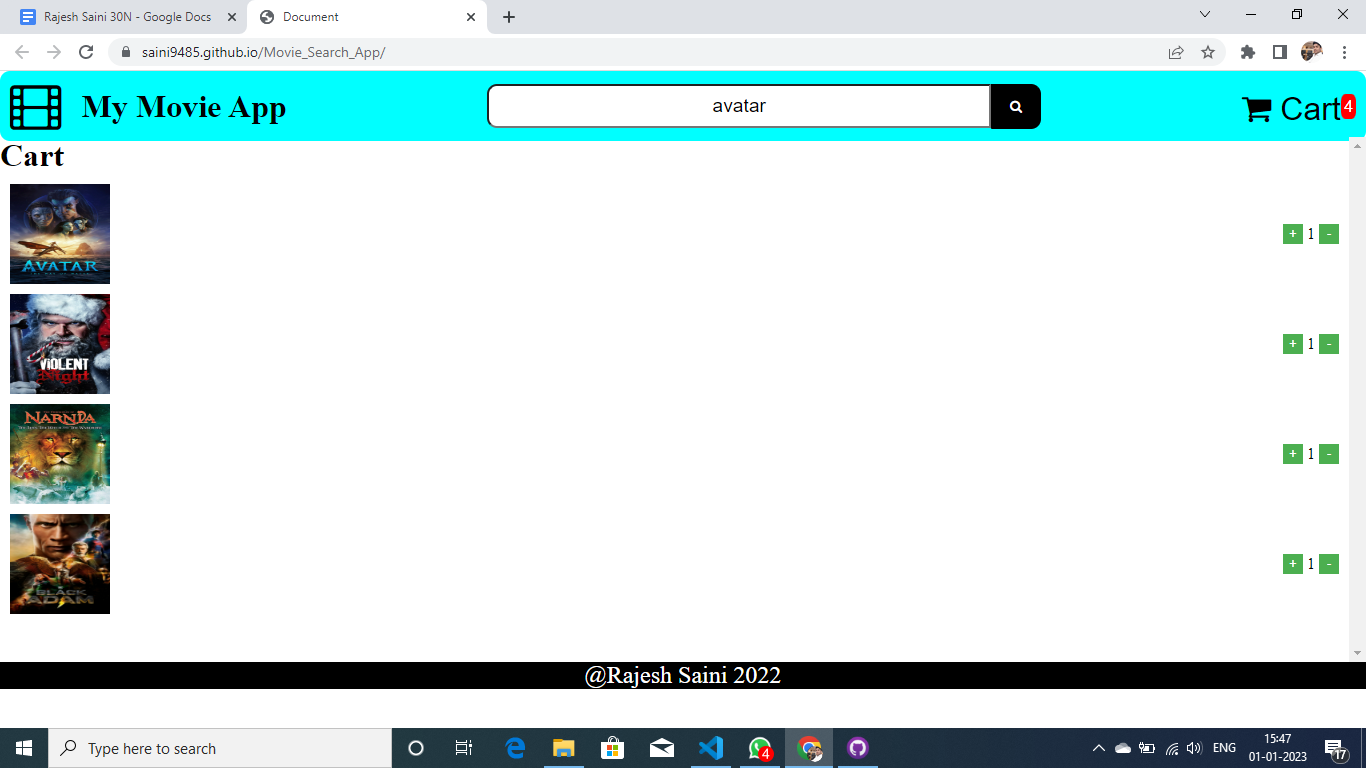 Rajesh Saini 30N - Google Docs
Document
saini9485.github.io/Movie_Search_App/
My Movie App
avatar
Cart
4
Cart
AVATAR
+ 1 -
VIOLENT
Night
+ 1 -
NARNIA
+ 1 -
BLACK
ADAM
+ 1 -
@Rajesh Saini 2022
Type here to search
4
ENG
15:47
01-01-2023
17